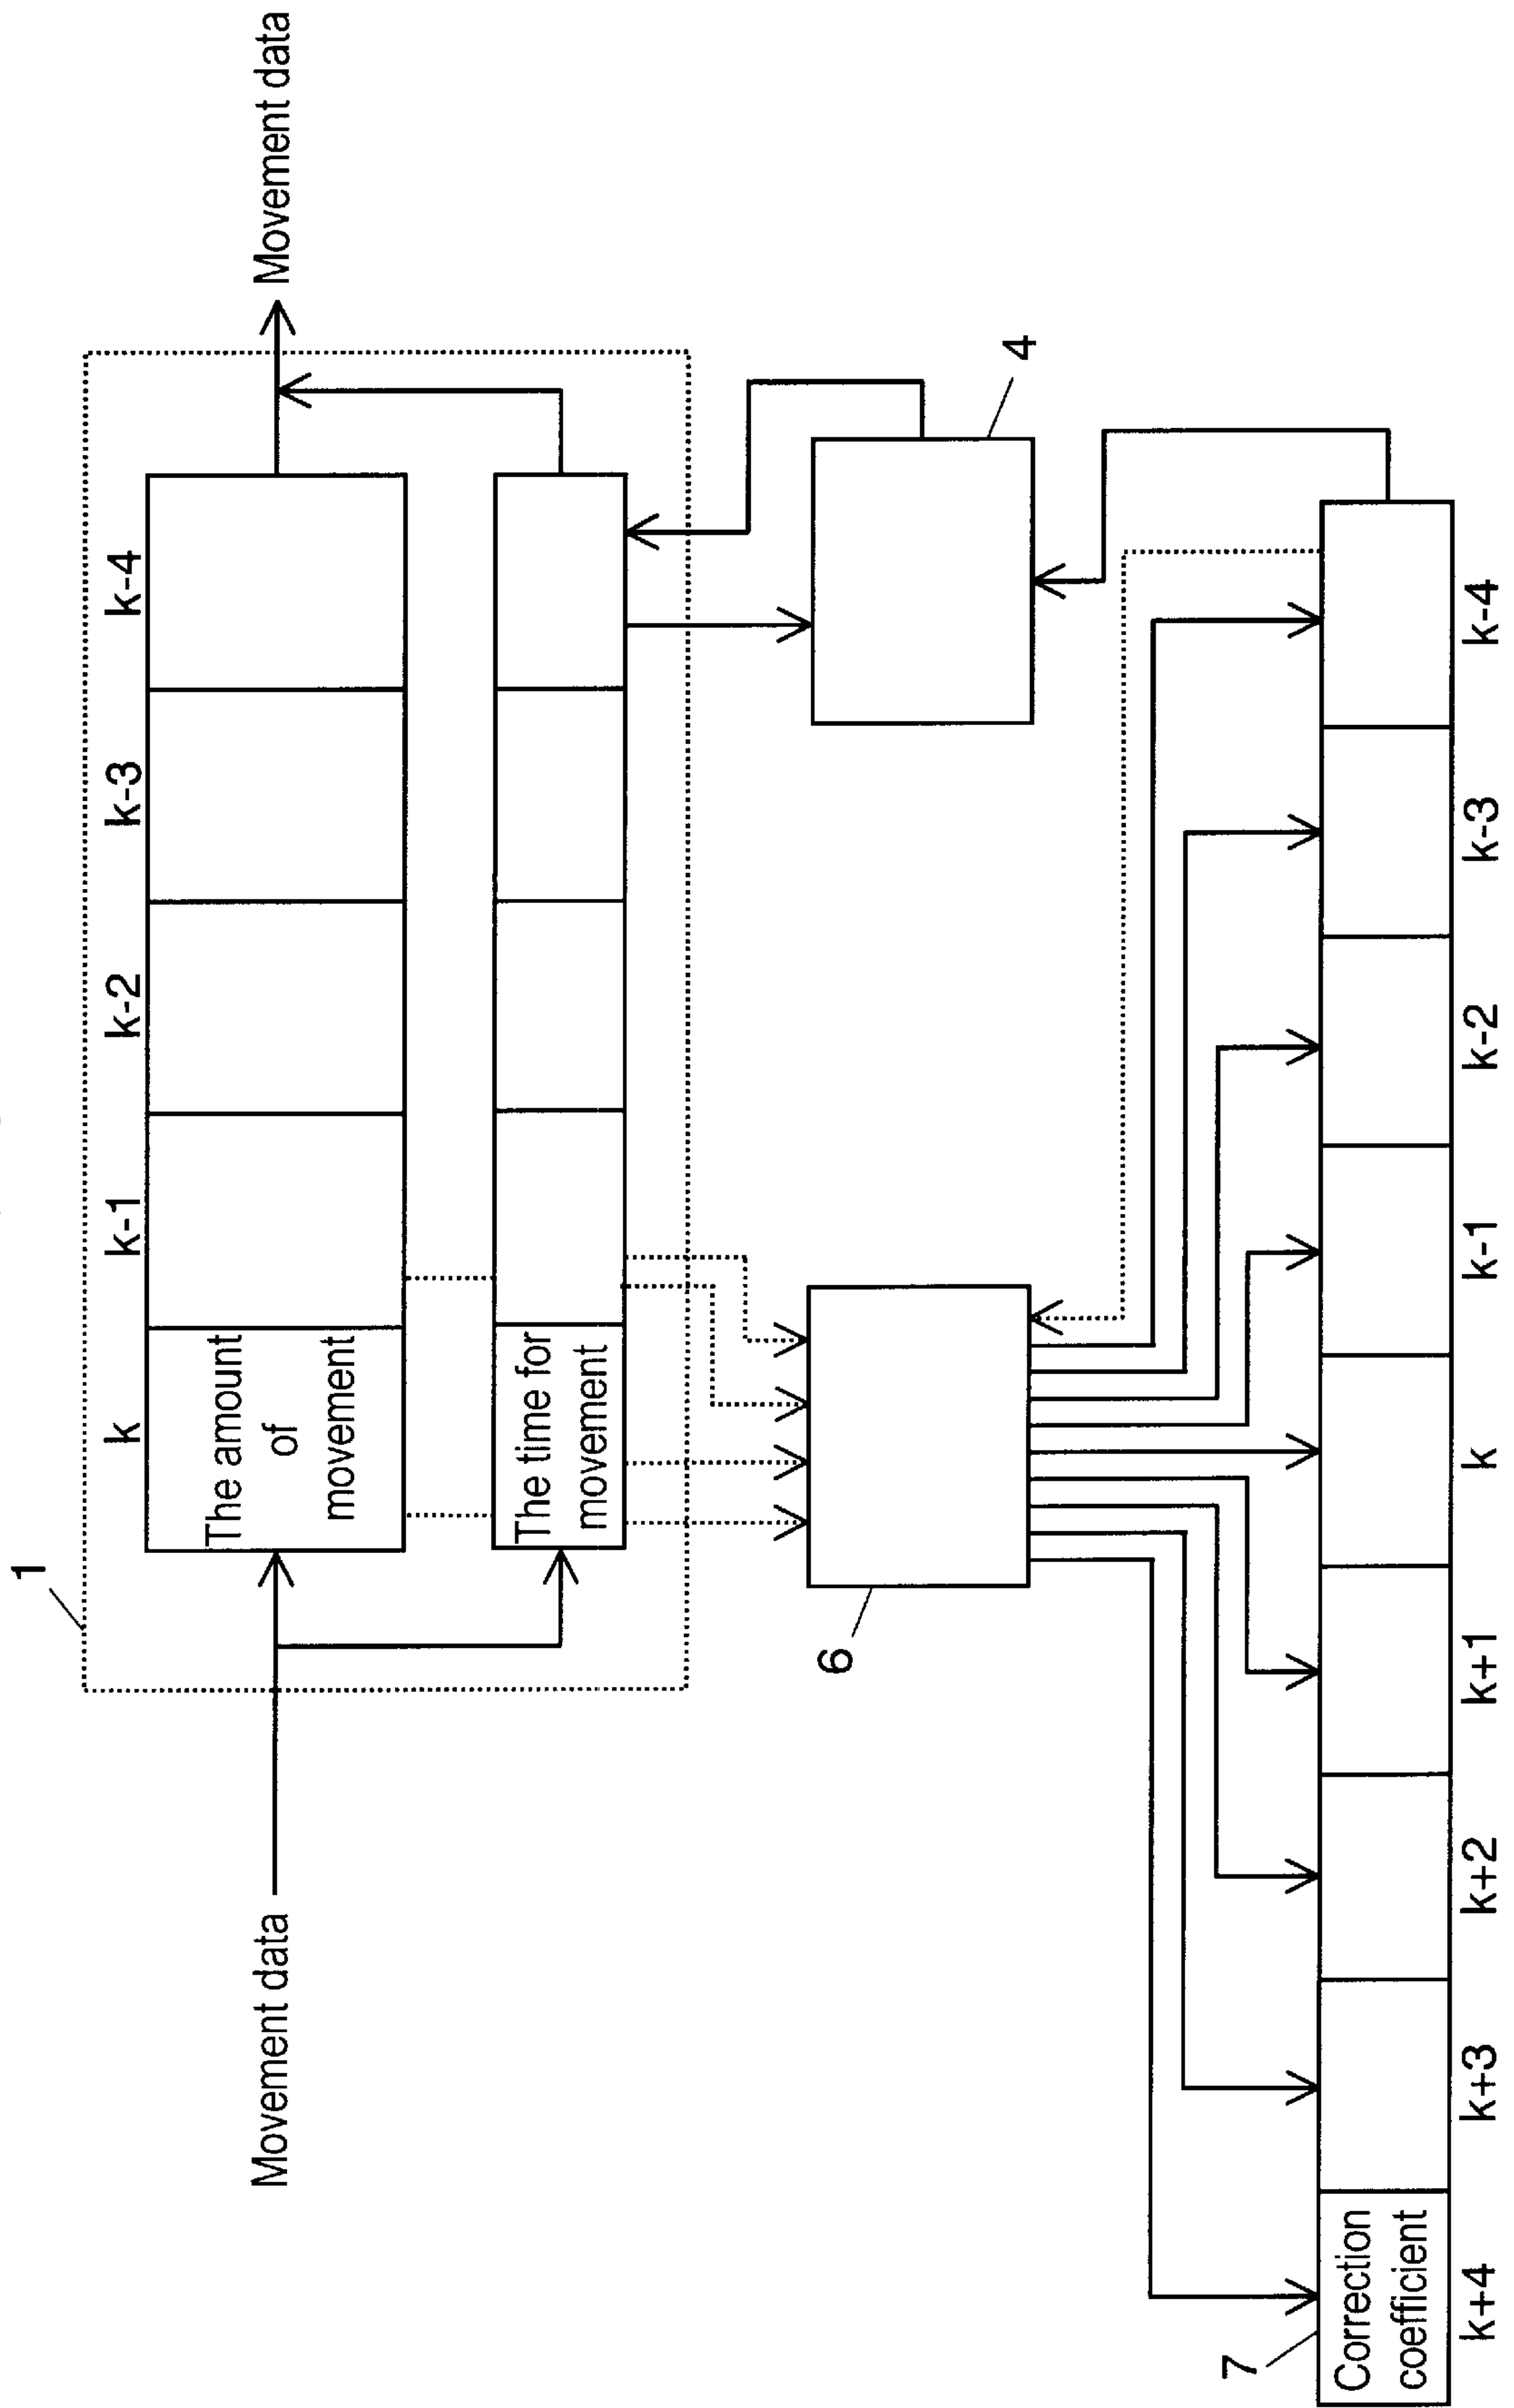 1
Movement data
Movement data
k
k-1
k-2
k-3
k-4
The amount
of
movement
The time for
movement
6
4
7
Correction
coefficient
k+4
k+3
k+2
k+1
k
k-1
k-2
k-3
k-4